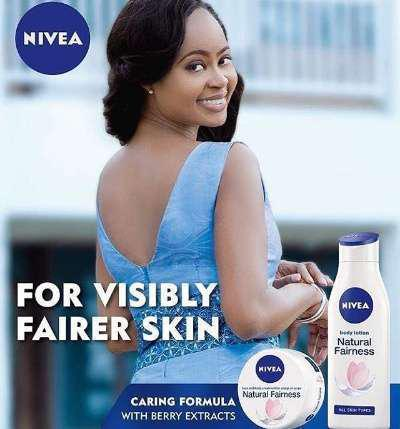 NIVEA
FOR VISIBLY
FAIRER SKIN
NIVEA
body lotion
Natural
Fairness
ALL SKIN TYPES
NIVEA
Natural Fairness
CARING FORMULA
WITH BERRY EXTRACTS